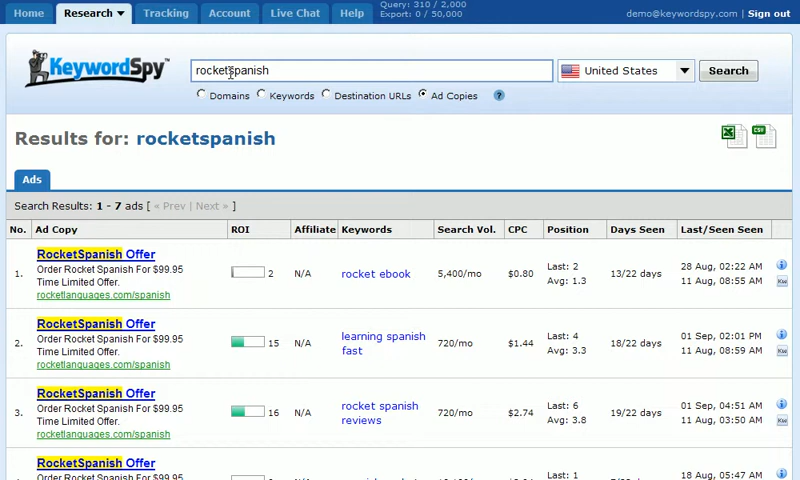 Query: 310 / 2,000
Home Research Tracking Account Live Chat Help Export: 0 / 50,000 demo@keywordspy.com | Sign out
KeywordSpy rocketspanish United States Search
Domains Keywords Destination URLs Ad Copies ?
Results for: rocketspanish CSV
Ads
Search Results: 1 - 7 ads [ « Prev | Next » ]
No. Ad Copy ROI Affiliate Keywords Search Vol. CPC Position Days Seen Last/Seen Seen
RocketSpanish Offer
Order Rocket Spanish For $99.95
Time Limited Offer.
rocketlanguages.com/spanish
1. 2 N/A rocket ebook 5,400/mo $0.80
Last: 2
Avg: 1.3
13/22 days
28 Aug, 02:22 AM
11 Aug, 08:55 AM
RocketSpanish Offer
Order Rocket Spanish For $99.95
Time Limited Offer.
rocketlanguages.com/spanish
2. 15 N/A
learning spanish
fast
720/mo $1.44
Last: 4
Avg: 3.3
18/22 days
01 Sep, 02:01 PM
11 Aug, 08:59 AM
RocketSpanish Offer
Order Rocket Spanish For $99.95
Time Limited Offer.
rocketlanguages.com/spanish
3. 16 N/A
rocket spanish
reviews
720/mo $2.74
Last: 6
Avg: 3.8
19/22 days
01 Sep, 04:51 AM
11 Aug, 03:50 AM
RocketSpanish Offer
Last: 1
18 Aug, 05:47 AM